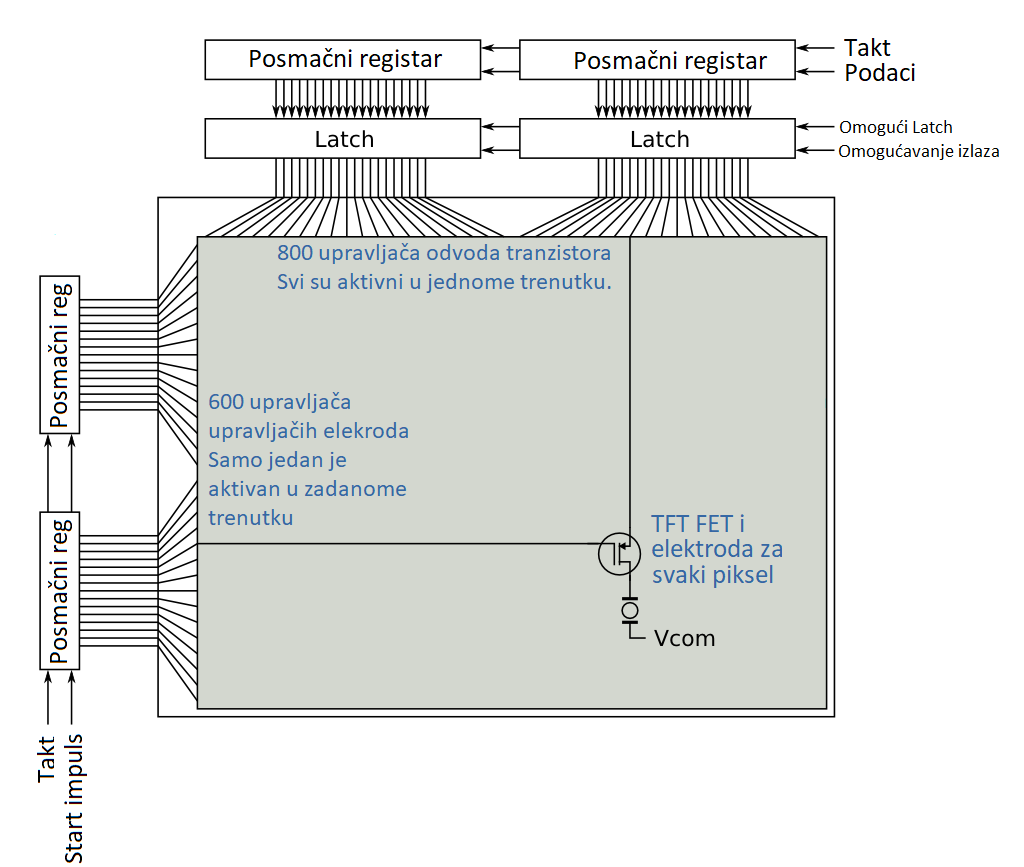 Posmačni registar
Posmačni registar
Takt
Podaci
Latch
Latch
Omogući Latch
Omogućavanje izlaza
800 upravljača odvoda tranzistora
Svi su aktivni u jednome trenutku.
Posmačni reg
600 upravljača
upravljačih elekroda
Samo jedan je
aktivan u zadanome
trenutku
Posmačni reg
TFT FET i
elektroda za
svaki piksel
Vcom
Takt
Start impuls